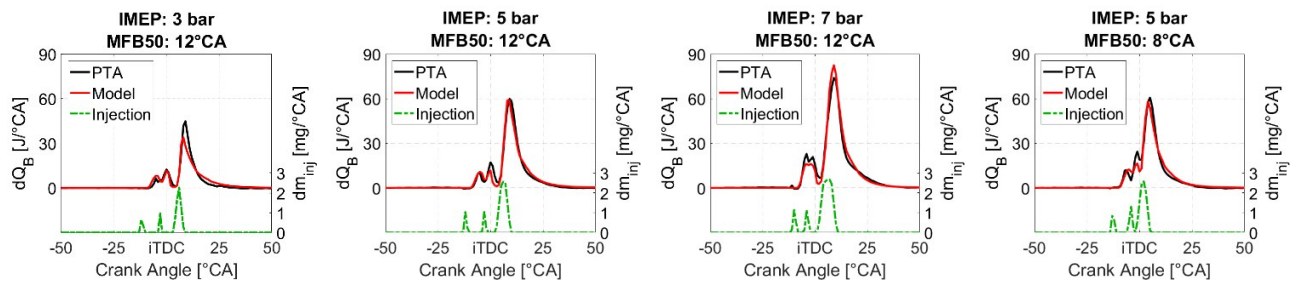 IMEP: 3 bar
MFB50: 12°CA
90
60
30
0
dQB [J/°CA]
PTA
Model
Injection
3
2
1
0
dminj [mg/°CA]
-50 -25 ITDC 25 50
Crank Angle [°CA]
IMEP: 5 bar
MFB50: 12°CA
90
60
30
0
dQB [J/°CA]
PTA
Model
Injection
3
2
1
0
dminj [mg/°CA]
-50 -25 ITDC 25 50
Crank Angle [°CA]
IMEP: 7 bar
MFB50: 12°CA
90
60
30
0
dQB [J/°CA]
PTA
Model
Injection
3
2
1
0
dminj [mg/°CA]
-50 -25 ITDC 25 50
Crank Angle [°CA]
IMEP: 5 bar
MFB50: 8°CA
90
60
30
0
dQB [J/°CA]
PTA
Model
Injection
3
2
1
0
dminj [mg/°CA]
-50 -25 ITDC 25 50
Crank Angle [°CA]